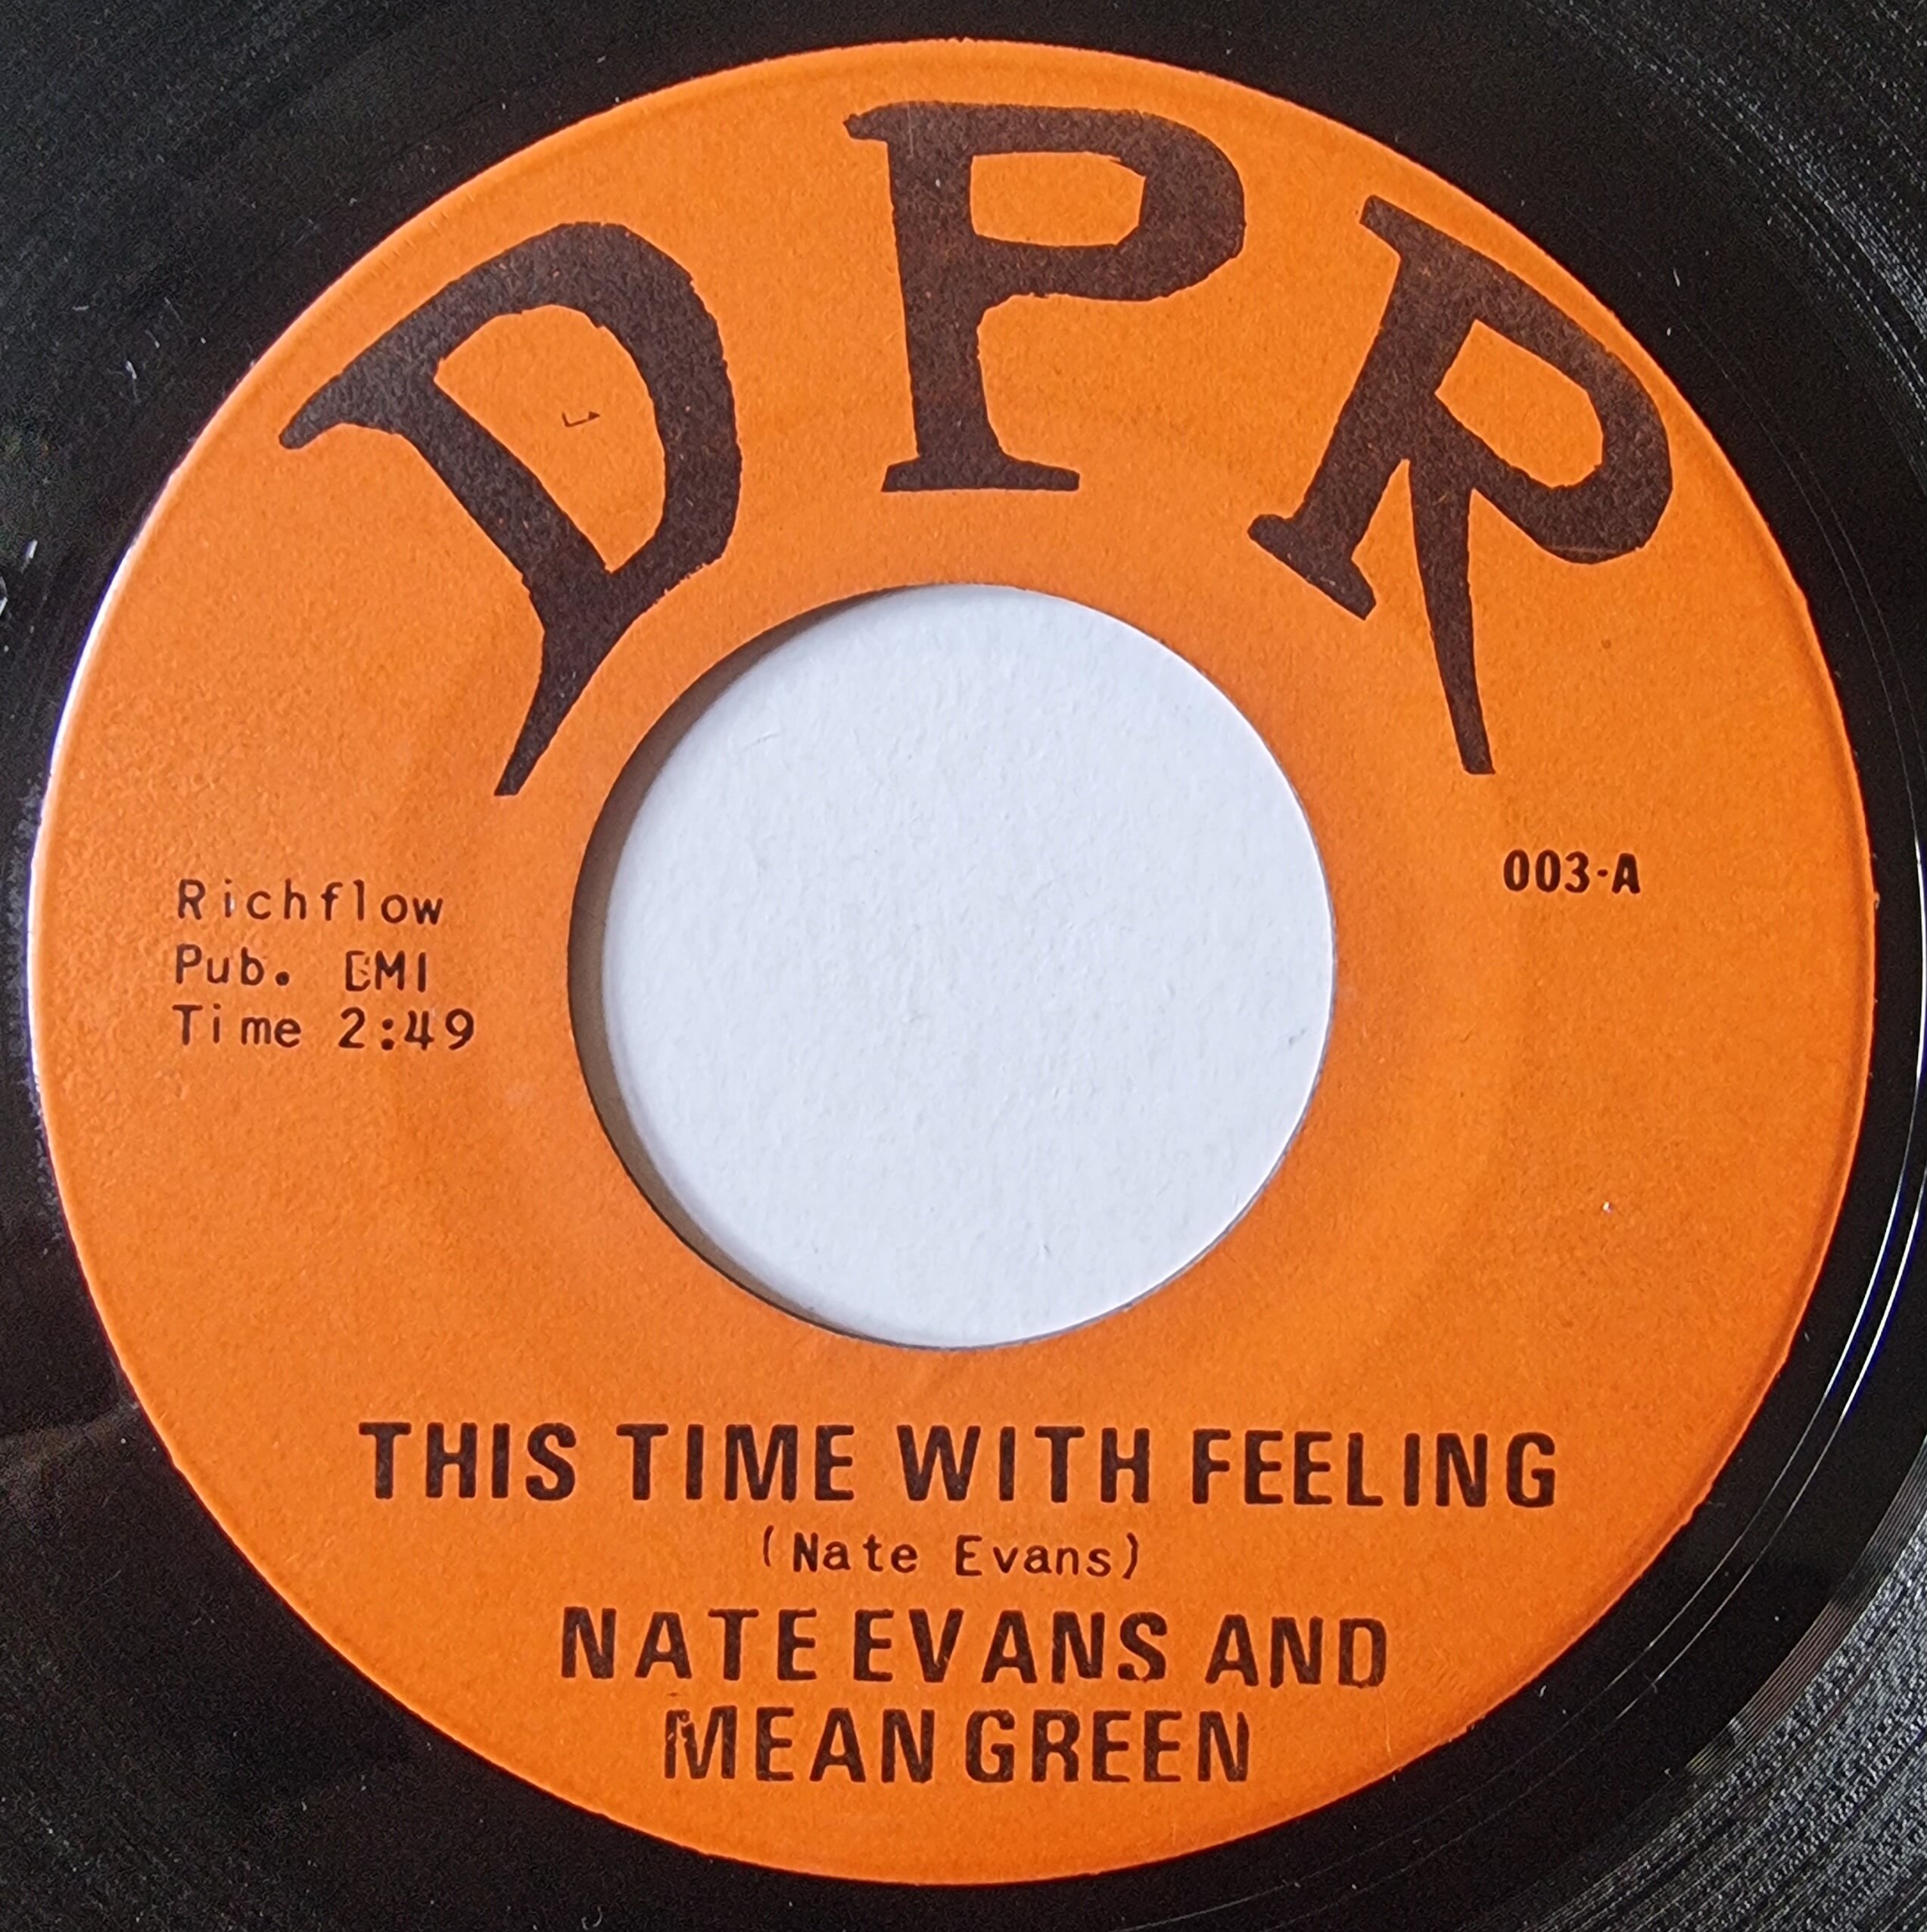 DPR
Richflow
Pub. BMI
Time 2:49
003-A
THIS TIME WITH FEELING
(Nate Evans)
NATE EVANS AND
MEAN GREEN